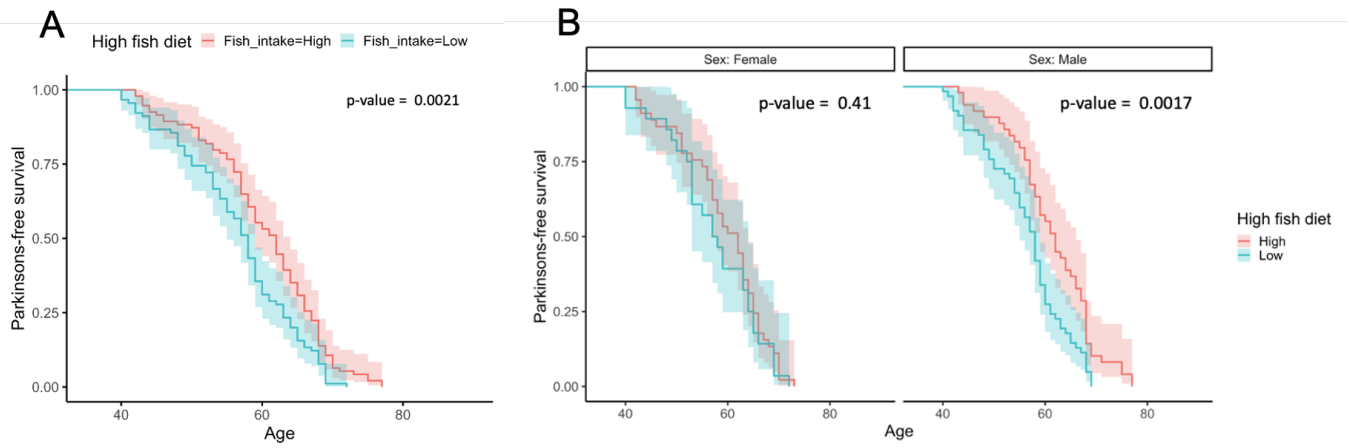 A
High fish diet Fish_intake=High Fish_intake=Low
p-value = 0.0021
Parkinsons-free survival
1.00
0.75
0.50
0.25
0.00
40 60 80
Age
B
Sex: Female
Sex: Male
p-value = 0.41
p-value = 0.0017
Parkinsons-free survival
1.00
0.75
0.50
0.25
0.00
40 60 80
40 60 80
Age
High fish diet
High
Low